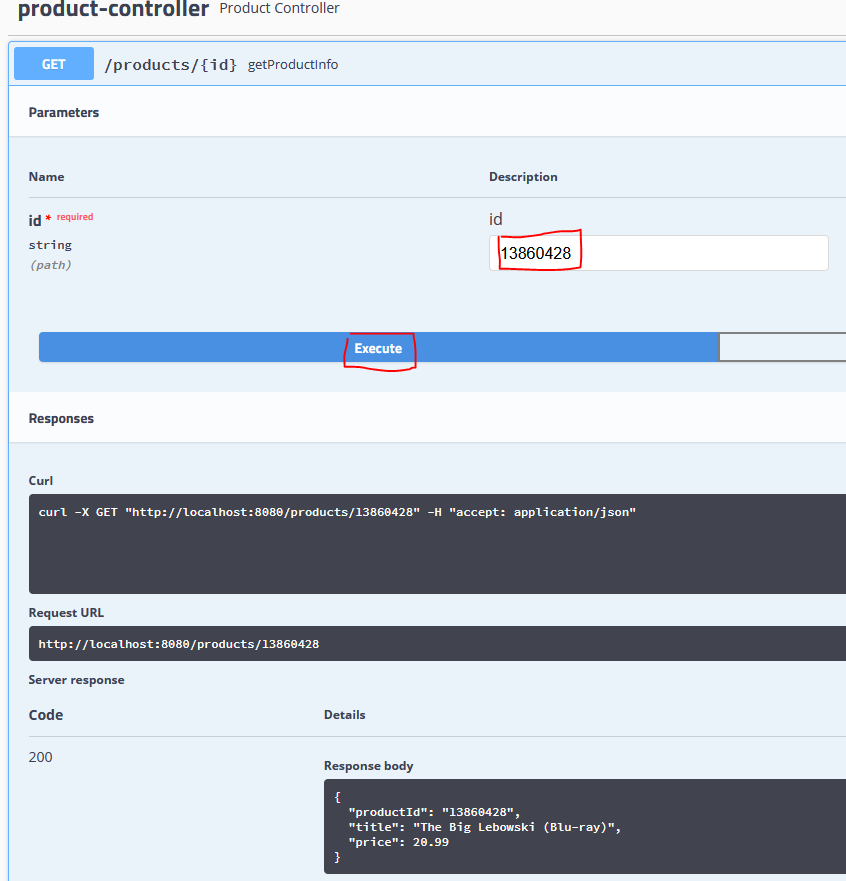 product-controller Product Controller
GET /products/{id} getProductInfo
Parameters
Name Description
id * required id
string 13860428
(path)
Execute
Responses
Curl
curl -X GET "http://localhost:8080/products/13860428" -H "accept: application/json"
Request URL
http://localhost:8080/products/13860428
Server response
Code Details
200
Response body
{
"productId": "13860428",
"title": "The Big Lebowski (Blu-ray)",
"price": 20.99
}